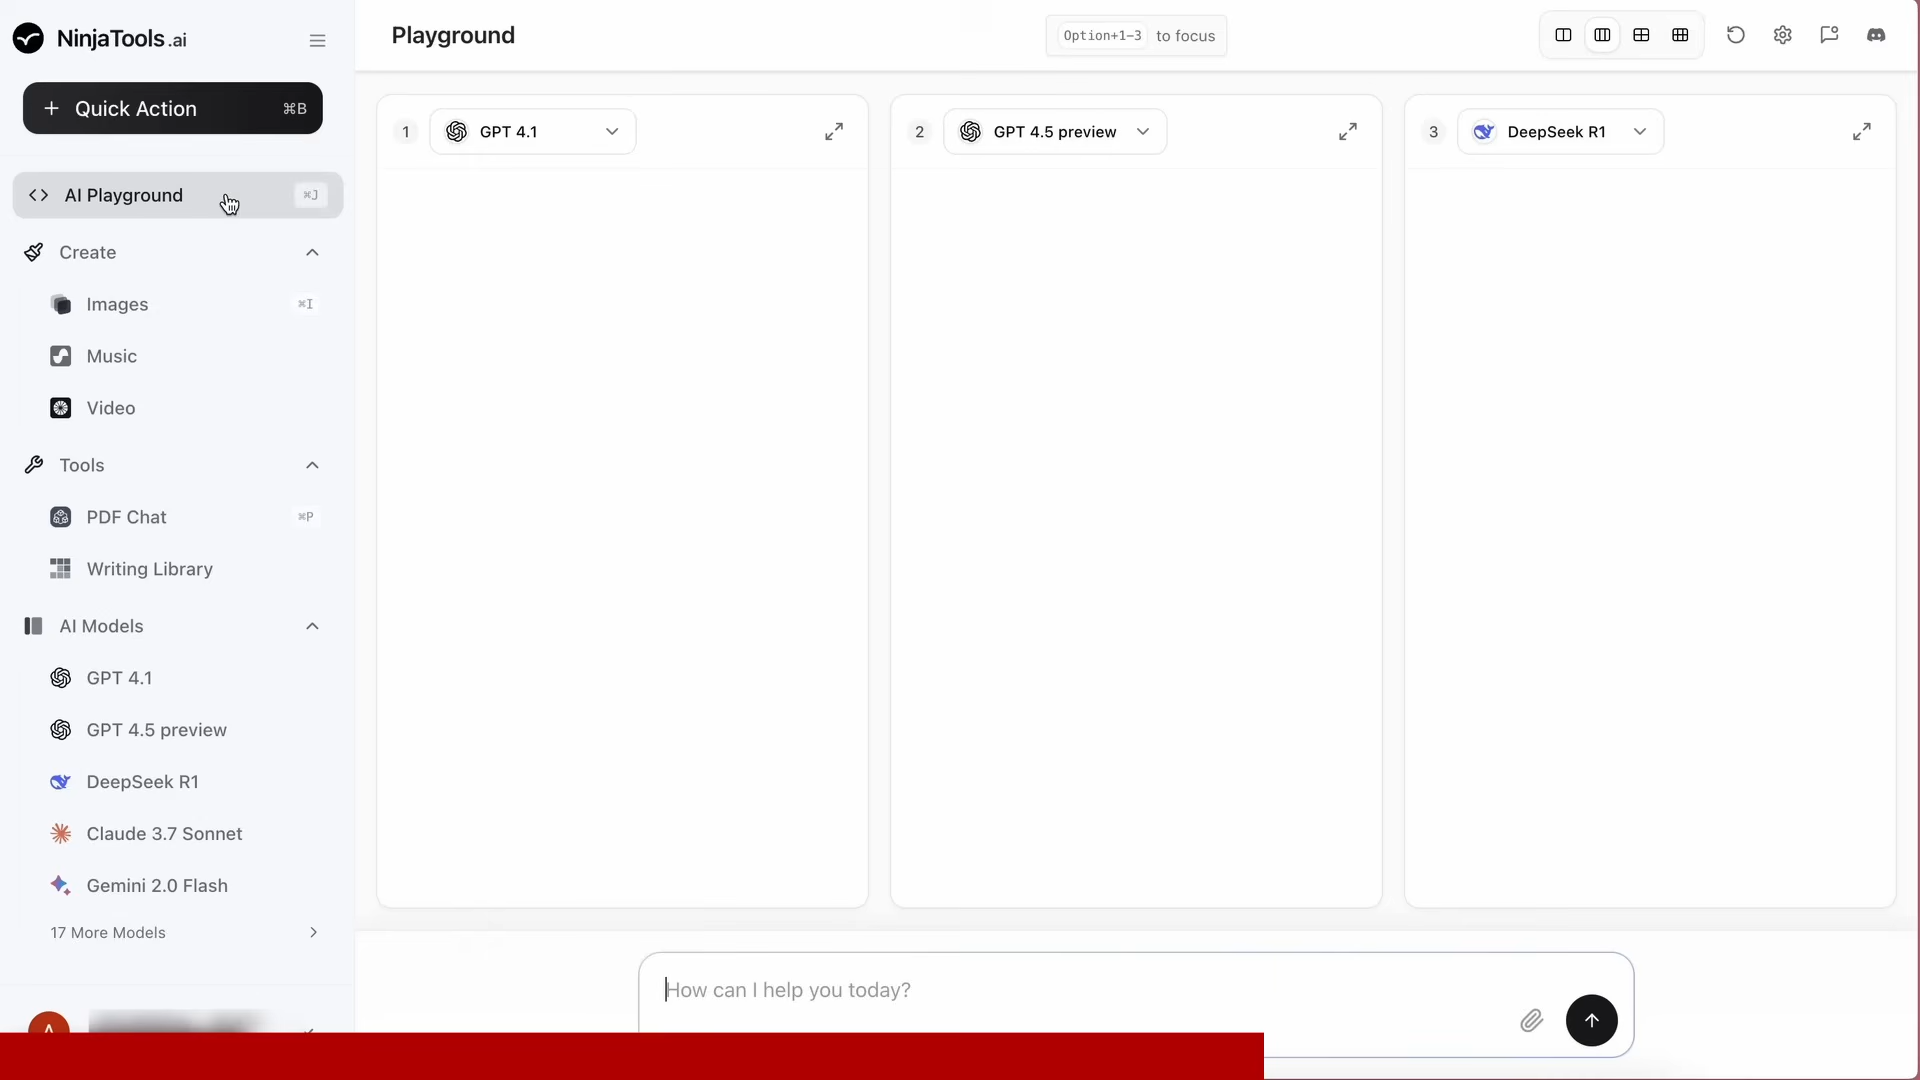 NinjaTools.ai
Playground
Option+1-3 to focus
+ Quick Action ⌘B
1 GPT 4.1
2 GPT 4.5 preview
3 DeepSeek R1
AI Playground ⌘J
Create
Images ⌘I
Music
Video
Tools
PDF Chat ⌘P
Writing Library
AI Models
GPT 4.1
GPT 4.5 preview
DeepSeek R1
Claude 3.7 Sonnet
Gemini 2.0 Flash
17 More Models
How can I help you today?
A